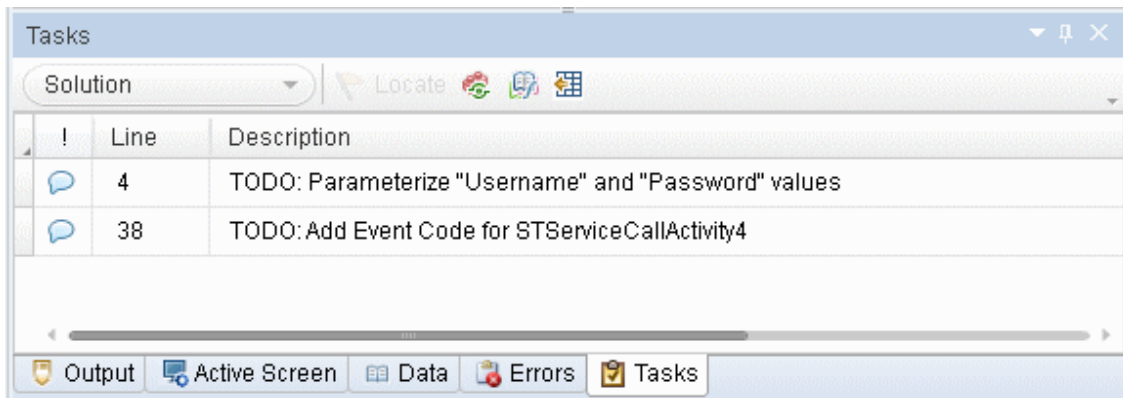 Tasks
Solution Locate
! Line Description
4 TODO: Parameterize "Username" and "Password" values
38 TODO: Add Event Code for STServiceCallActivity4
Output Active Screen Data Errors Tasks